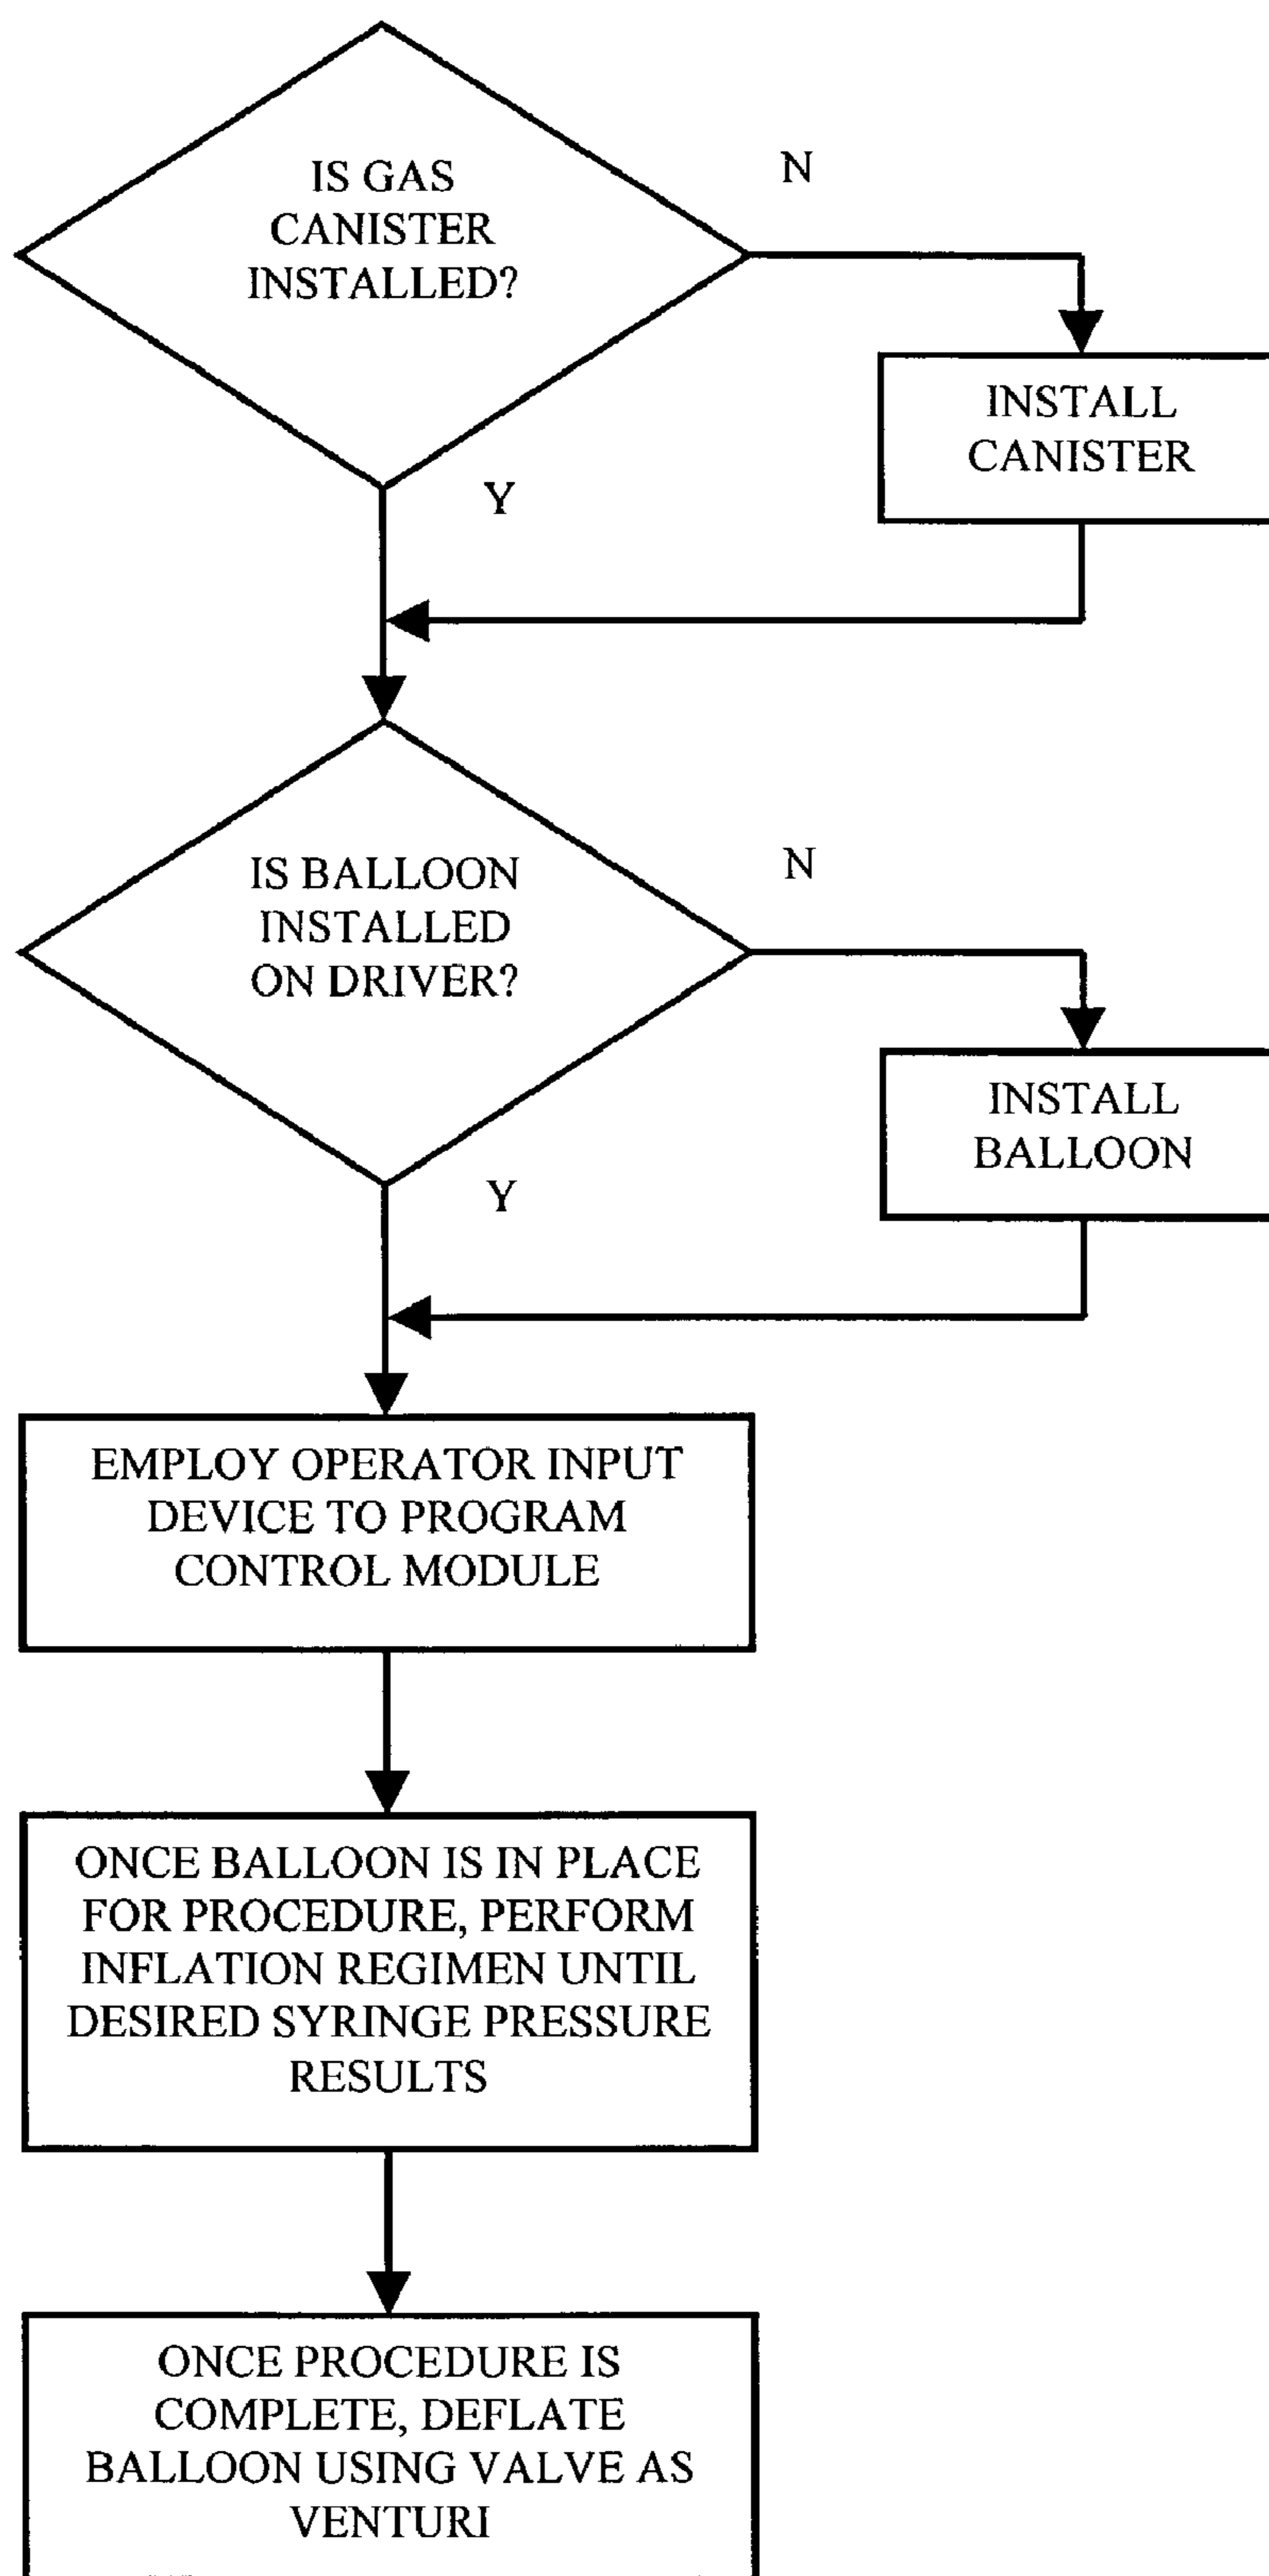 IS GAS
CANISTER
INSTALLED?
N
INSTALL
CANISTER
Y
IS BALLOON
INSTALLED
ON DRIVER?
N
INSTALL
BALLOON
Y
EMPLOY OPERATOR INPUT
DEVICE TO PROGRAM
CONTROL MODULE
ONCE BALLOON IS IN PLACE
FOR PROCEDURE, PERFORM
INFLATION REGIMEN UNTIL
DESIRED SYRINGE PRESSURE
RESULTS
ONCE PROCEDURE IS
COMPLETE, DEFLATE
BALLOON USING VALVE AS
VENTURI